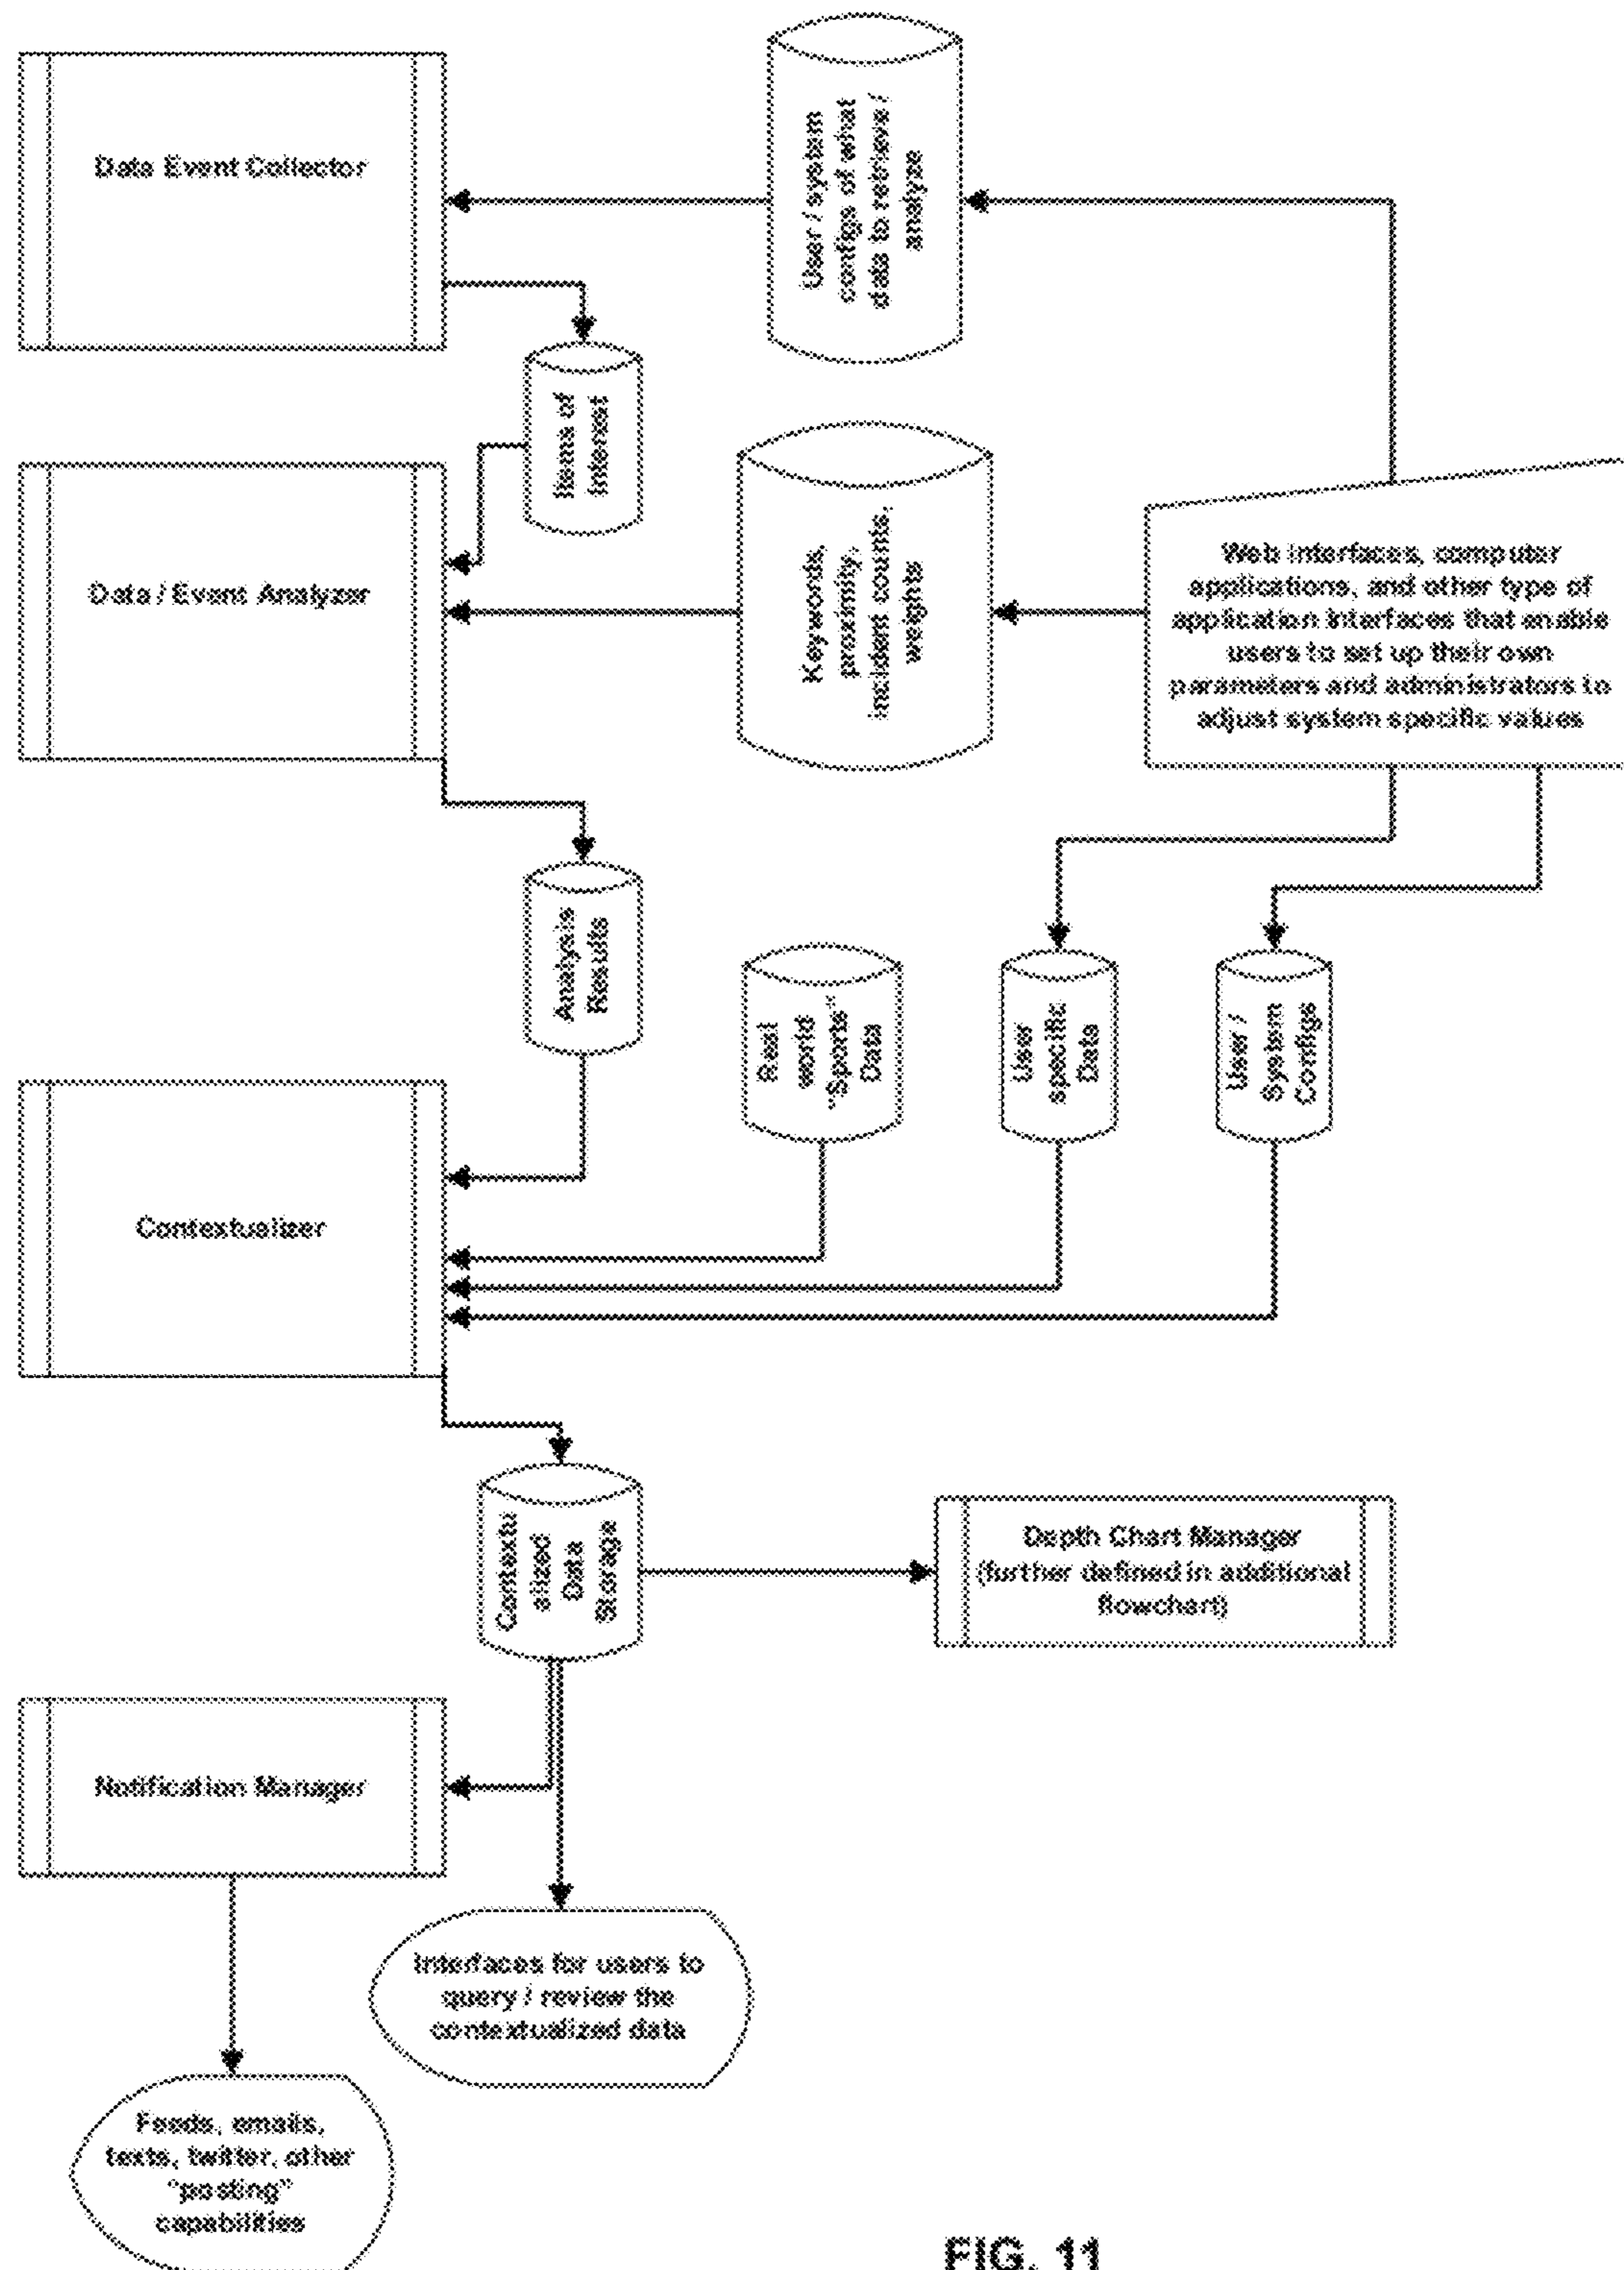 Data Event Collector
User / system
configs of what
data to retrieve /
analyze
Items of
Interest
Data / Event Analyzer
Keywords,
proximity,
incident counts,
weights
Web interfaces, computer
applications, and other type of
application interfaces that enable
users to set up their own
parameters and administrators to
adjust system specific values
Analysis
Results
Real
world
"Sports"
Data
User
specific
Data
User /
System
Configs
Contextualizer
Contextu
alized
Data
Storage
Depth Chart Manager
(further defined in additional
flowchart)
Notification Manager
Interfaces for users to
query / review the
contextualized data
Feeds, emails,
texts, twitter, other
"posting"
capabilities
FIG. 11